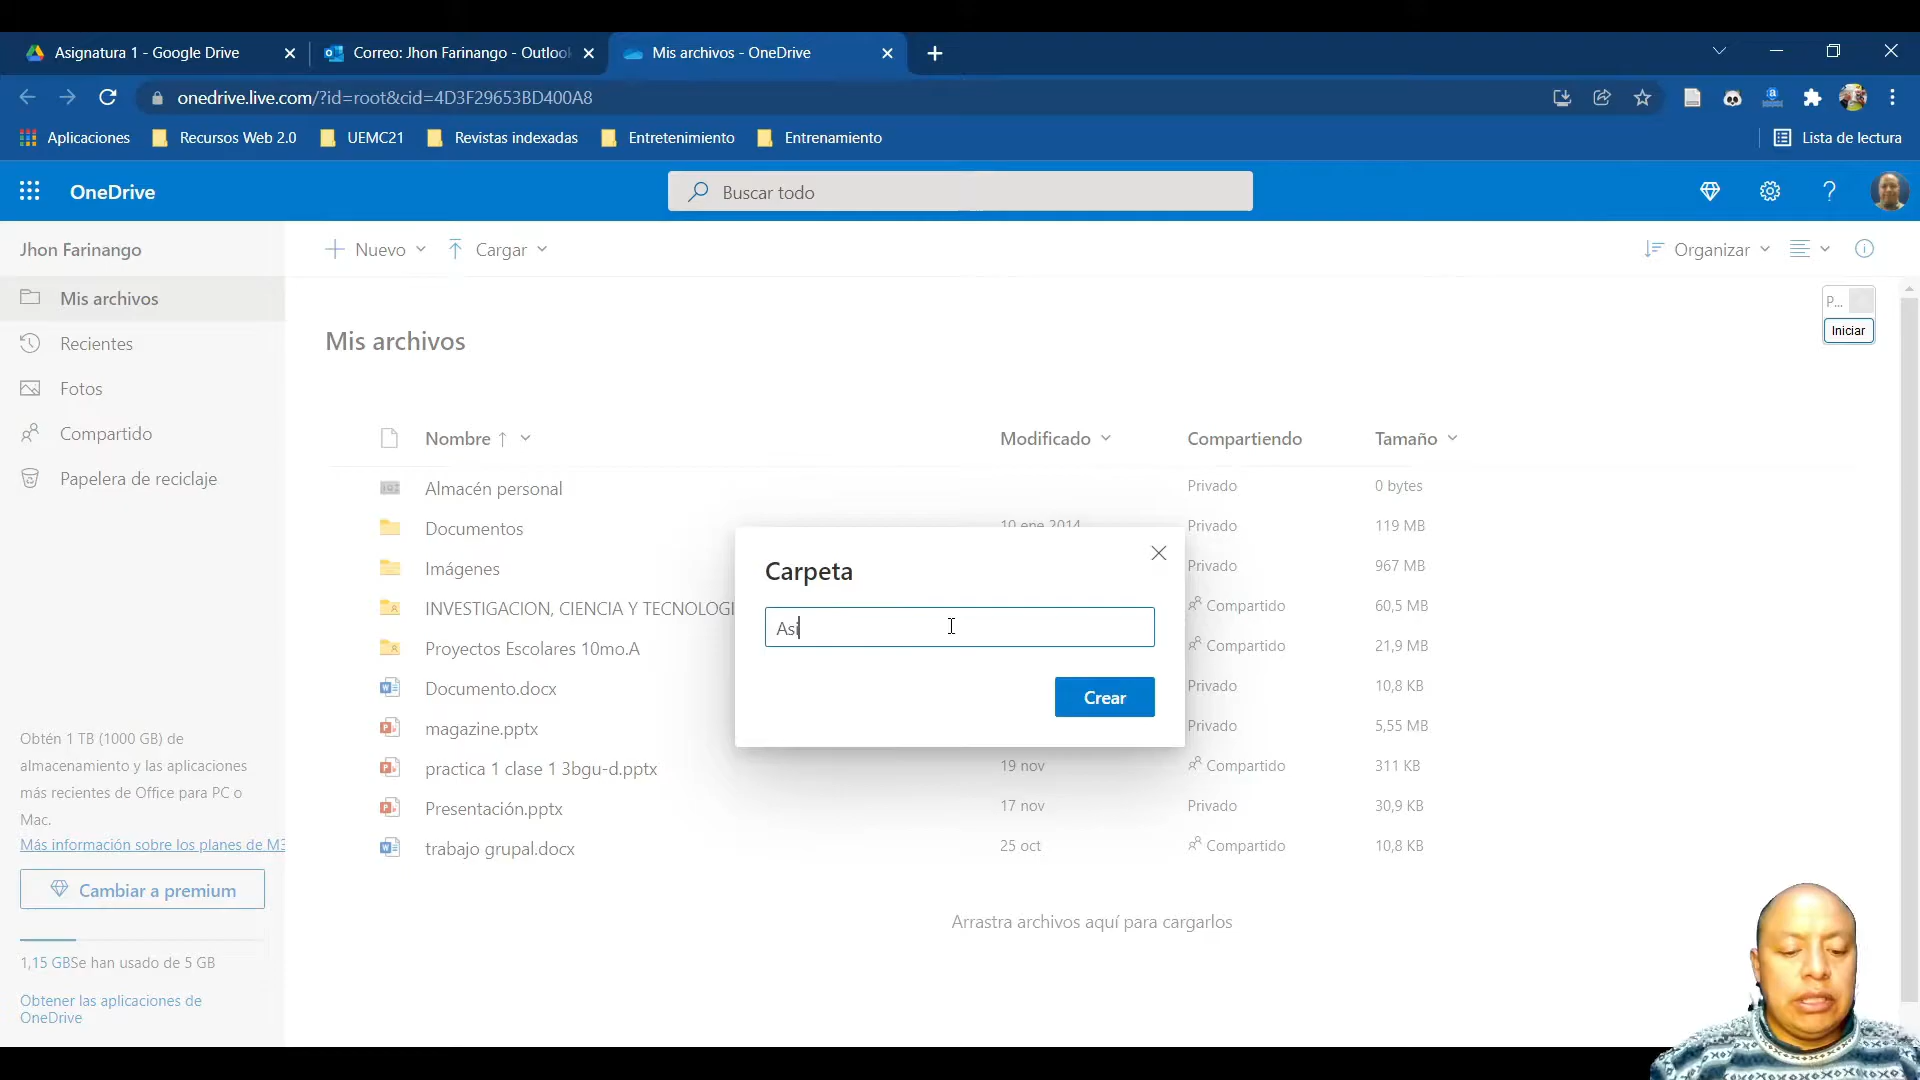 Asignatura 1 - Google Drive
Correo: Jhon Farinango - Outlook
Mis archivos - OneDrive
onedrive.live.com/?id=root&cid=4D3F29653BD400A8
Aplicaciones
Recursos Web 2.0
UEMC21
Revistas indexadas
Entretenimiento
Entrenamiento
Lista de lectura
OneDrive
Buscar todo
Jhon Farinango
Nuevo
Cargar
Organizar
Mis archivos
Recientes
Fotos
Compartido
Papelera de reciclaje
P...
Iniciar
Mis archivos
Nombre ↑ Modificado Compartiendo Tamaño
Almacén personal Privado 0 bytes
Documentos 10 ene 2014 Privado 119 MB
Imágenes Privado 967 MB
INVESTIGACION, CIENCIA Y TECNOLOGI Compartido 60,5 MB
Proyectos Escolares 10mo.A Compartido 21,9 MB
Documento.docx Privado 10,8 KB
magazine.pptx Privado 5,55 MB
practica 1 clase 1 3bgu-d.pptx 19 nov Compartido 311 KB
Presentación.pptx 17 nov Privado 30,9 KB
trabajo grupal.docx 25 oct Compartido 10,8 KB
Arrastra archivos aquí para cargarlos
Carpeta
Asi
Crear
Obtén 1 TB (1000 GB) de
almacenamiento y las aplicaciones
más recientes de Office para PC o
Mac.
Más información sobre los planes de M3
Cambiar a premium
1,15 GBSe han usado de 5 GB
Obtener las aplicaciones de
OneDrive